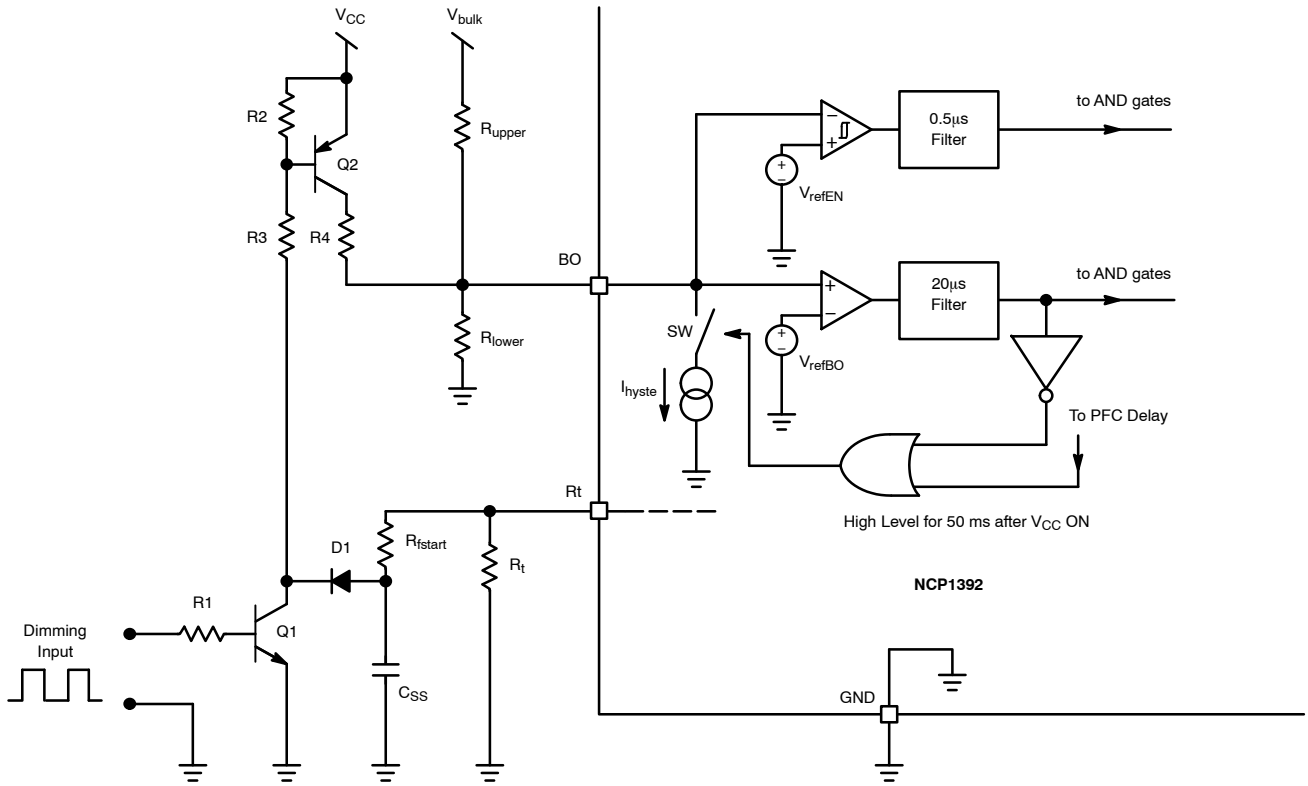 VCC
Vbulk
R2
Rupper
Q2
R3
R4
BO
Rlower
−
+
+
−
VrefEN
0.5μs
Filter
to AND gates
+
−
+
−
VrefBO
20μs
Filter
to AND gates
SW
Ihyste
To PFC Delay
High Level for 50 ms after VCC ON
Rt
Rfstart
Rt
D1
R1
Q1
CSS
Dimming
Input
NCP1392
GND